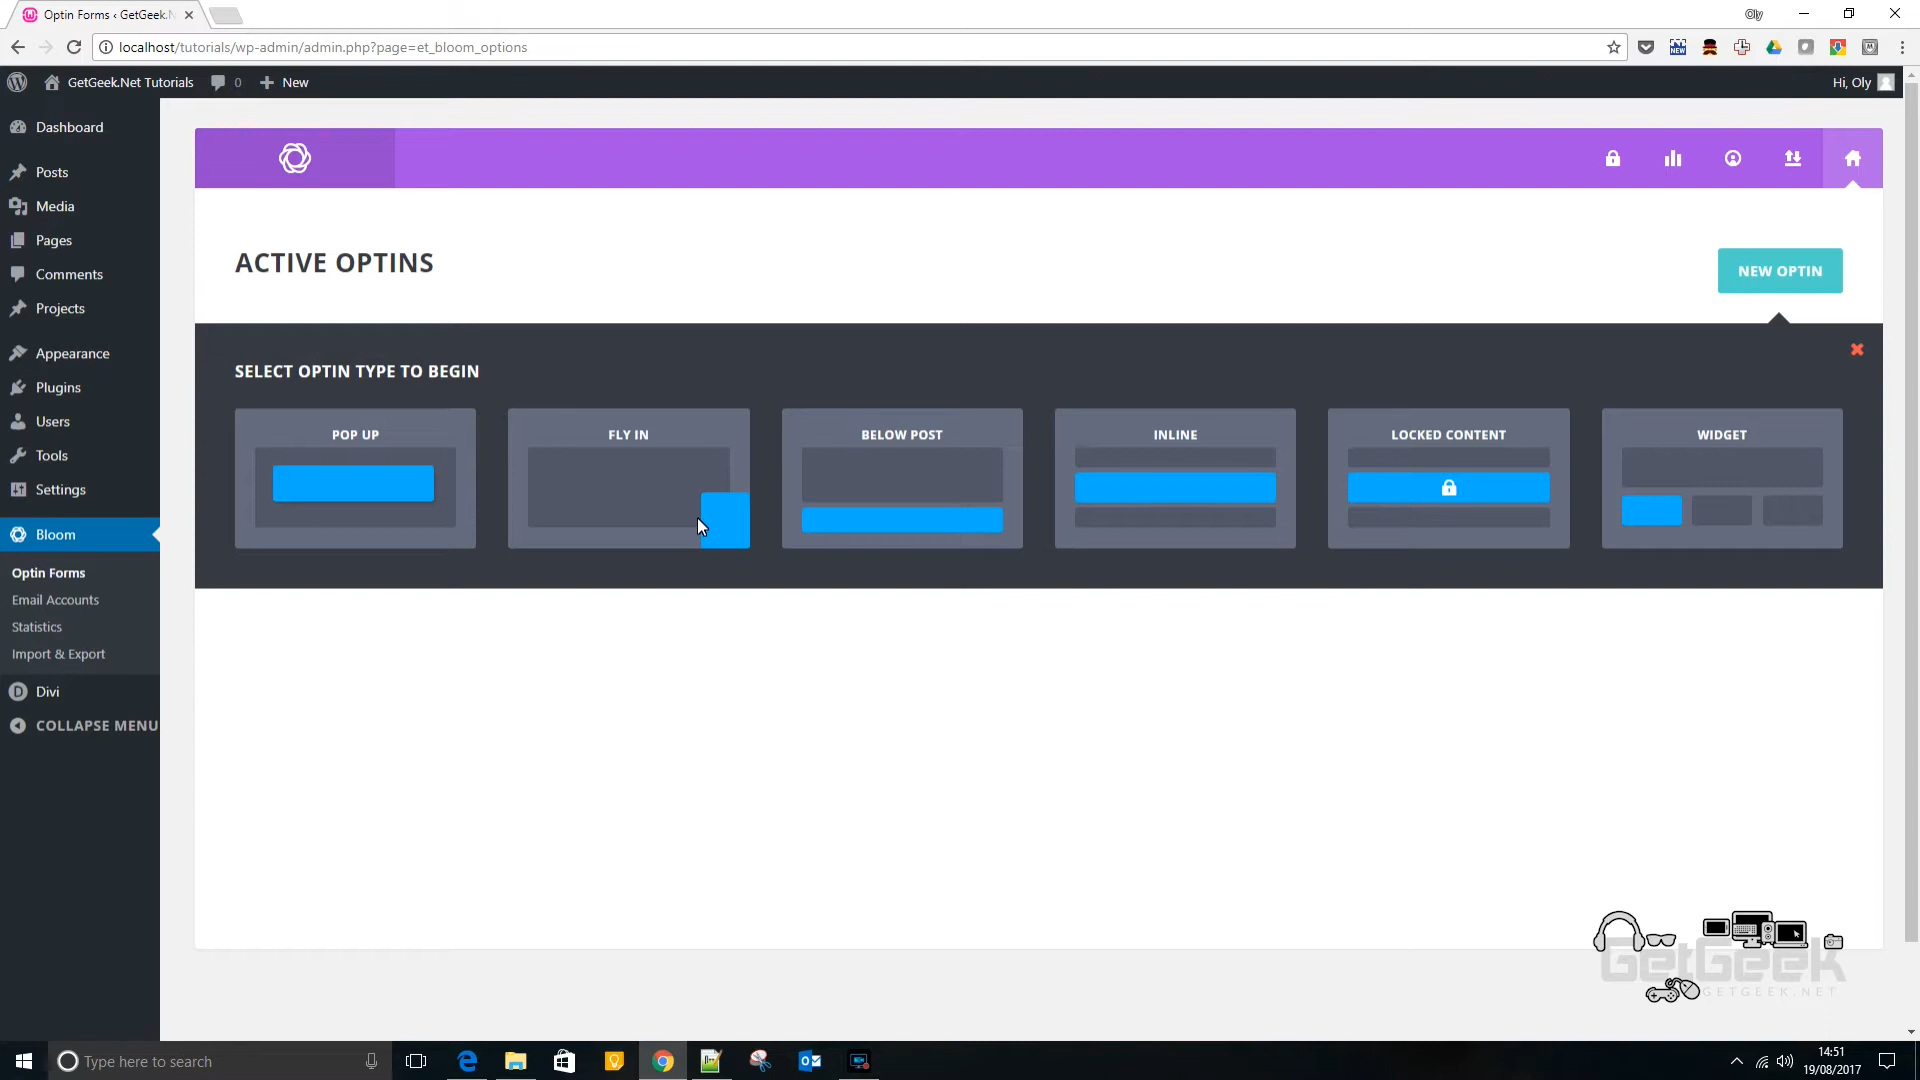 Optin Forms ‹ GetGeek.N
Oly
localhost/tutorials/wp-admin/admin.php?page=et_bloom_options
GetGeek.Net Tutorials
0
New
Hi, Oly
Dashboard
Posts
Media
Pages
Comments
Projects
Appearance
Plugins
Users
Tools
Settings
Bloom
Optin Forms
Email Accounts
Statistics
Import & Export
Divi
COLLAPSE MENU
ACTIVE OPTINS
NEW OPTIN
SELECT OPTIN TYPE TO BEGIN
POP UP
FLY IN
BELOW POST
INLINE
LOCKED CONTENT
WIDGET
GetGeek
GETGEEK.NET
Type here to search
14:51
19/08/2017